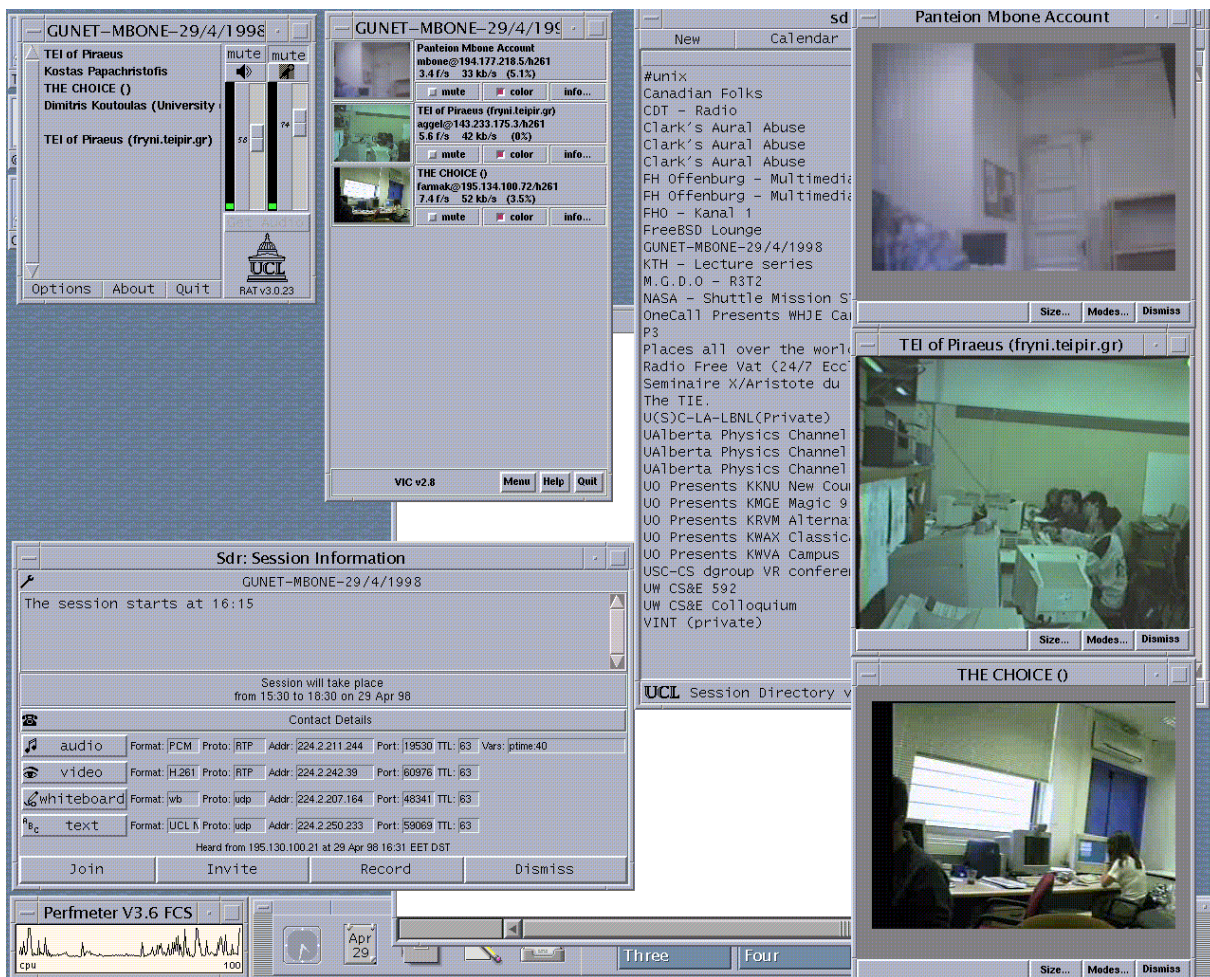 GUNET-MBONE-29/4/1998
TEI of Piraeus
Kostas Papachristofis
THE CHOICE ()
Dimitris Koutoulas (University
TEI of Piraeus (fryni.teipir.gr)
mute mute
58
74
UCL
Options About Quit
RAT v3.0.23
GUNET-MBONE-29/4/199
Panteion Mbone Account
mbone@194.177.218.5/h261
3.4 f/s 33 kb/s (5.1%)
mute color info...
TEI of Piraeus (fryni.teipir.gr)
aggel@143.233.175.3/h261
5.6 f/s 42 kb/s (0%)
mute color info...
THE CHOICE ()
farmak@195.134.100.72/h261
7.4 f/s 52 kb/s (3.5%)
mute color info...
VIC v2.8 Menu Help Quit
sd
New Calendar
#unix
Canadian Folks
CDT - Radio
Clark's Aural Abuse
Clark's Aural Abuse
Clark's Aural Abuse
FH Offenburg - Multimedia
FH Offenburg - Multimedia
FHO - Kanal 1
FreeBSD Lounge
GUNET-MBONE-29/4/1998
KTH - Lecture series
M.G.D.O - R3T2
NASA - Shuttle Mission S
OneCall Presents WHJE Ca
P3
Places all over the worl
Radio Free Vat (24/7 Ecc
Seminaire X/Aristote du
The TIE.
U(S)C-LA-LBNL(Private)
UAlberta Physics Channel
UAlberta Physics Channel
UAlberta Physics Channel
UO Presents KKNU New Cou
UO Presents KMGE Magic 9
UO Presents KRVM Alterna
UO Presents KWAX Classic
UO Presents KWVA Campus
USC-CS dgroup VR conferen
UW CS&E 592
UW CS&E Colloquium
VINT (private)
UCL Session Directory v
Panteion Mbone Account
Size... Modes... Dismiss
TEI of Piraeus (fryni.teipir.gr)
Size... Modes... Dismiss
THE CHOICE ()
Size... Modes... Dismiss
Sdr: Session Information
GUNET-MBONE-29/4/1998
The session starts at 16:15
Session will take place
from 15:30 to 18:30 on 29 Apr 98
Contact Details
audio Format: PCM Proto: RTP Addr: 224.2.211.244 Port: 19530 TTL: 63 Vars: ptime:40
video Format: H.261 Proto: RTP Addr: 224.2.242.39 Port: 60976 TTL: 63
whiteboard Format: wb Proto: udp Addr: 224.2.207.164 Port: 48341 TTL: 63
ABC text Format: UCL N Proto: udp Addr: 224.2.250.233 Port: 59069 TTL: 63
Heard from 195.130.100.21 at 29 Apr 98 16:31 EET DST
Join Invite Record Dismiss
Perfmeter V3.6 FCS
cpu 100
Apr
29
Three Four